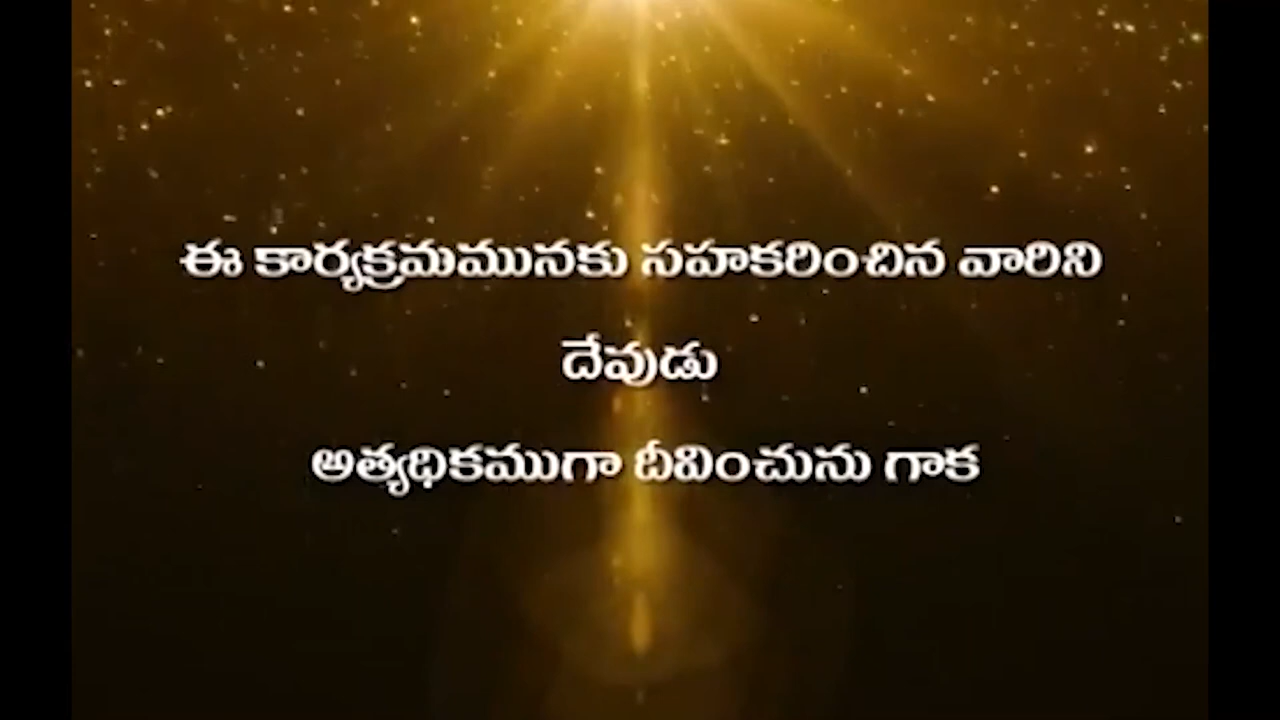 ఈ కార్యక్రమమునకు సహకరించిన వారిని
దేవుడు
అత్యధికముగా దీవించును గాక